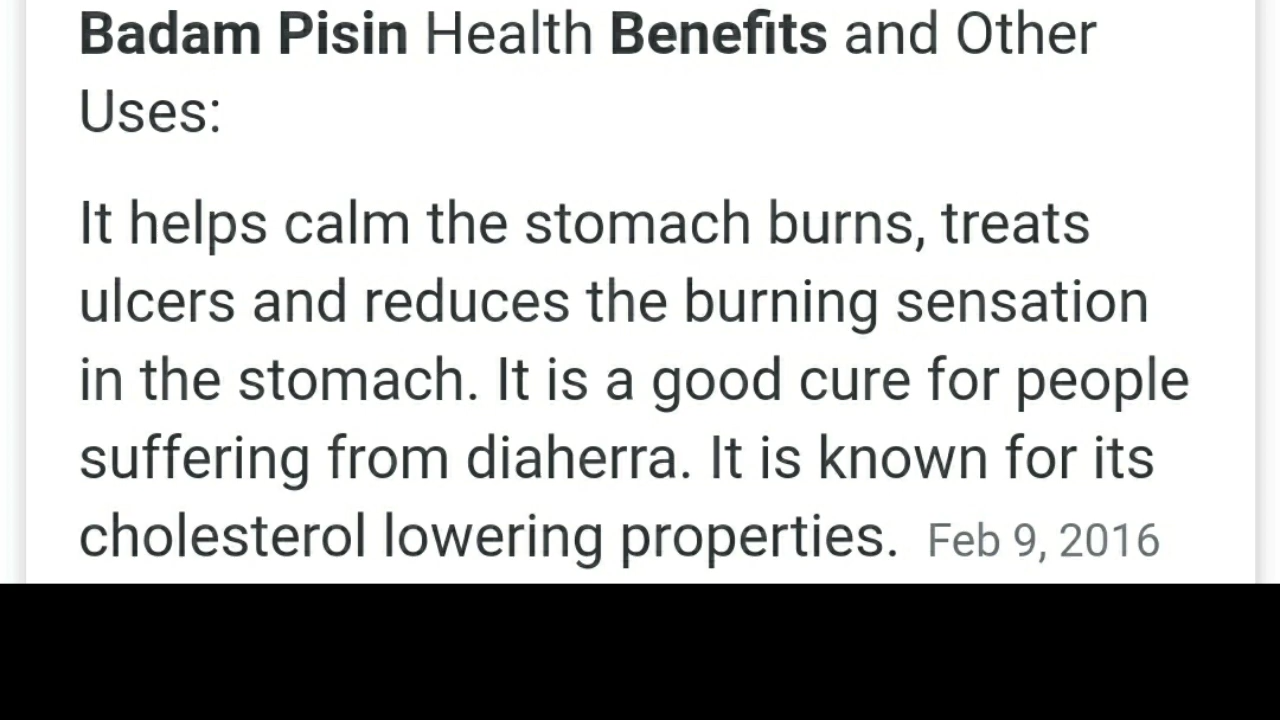 Badam Pisin Health Benefits and Other
Uses:
It helps calm the stomach burns, treats
ulcers and reduces the burning sensation
in the stomach. It is a good cure for people
suffering from diaherra. It is known for its
cholesterol lowering properties. Feb 9, 2016